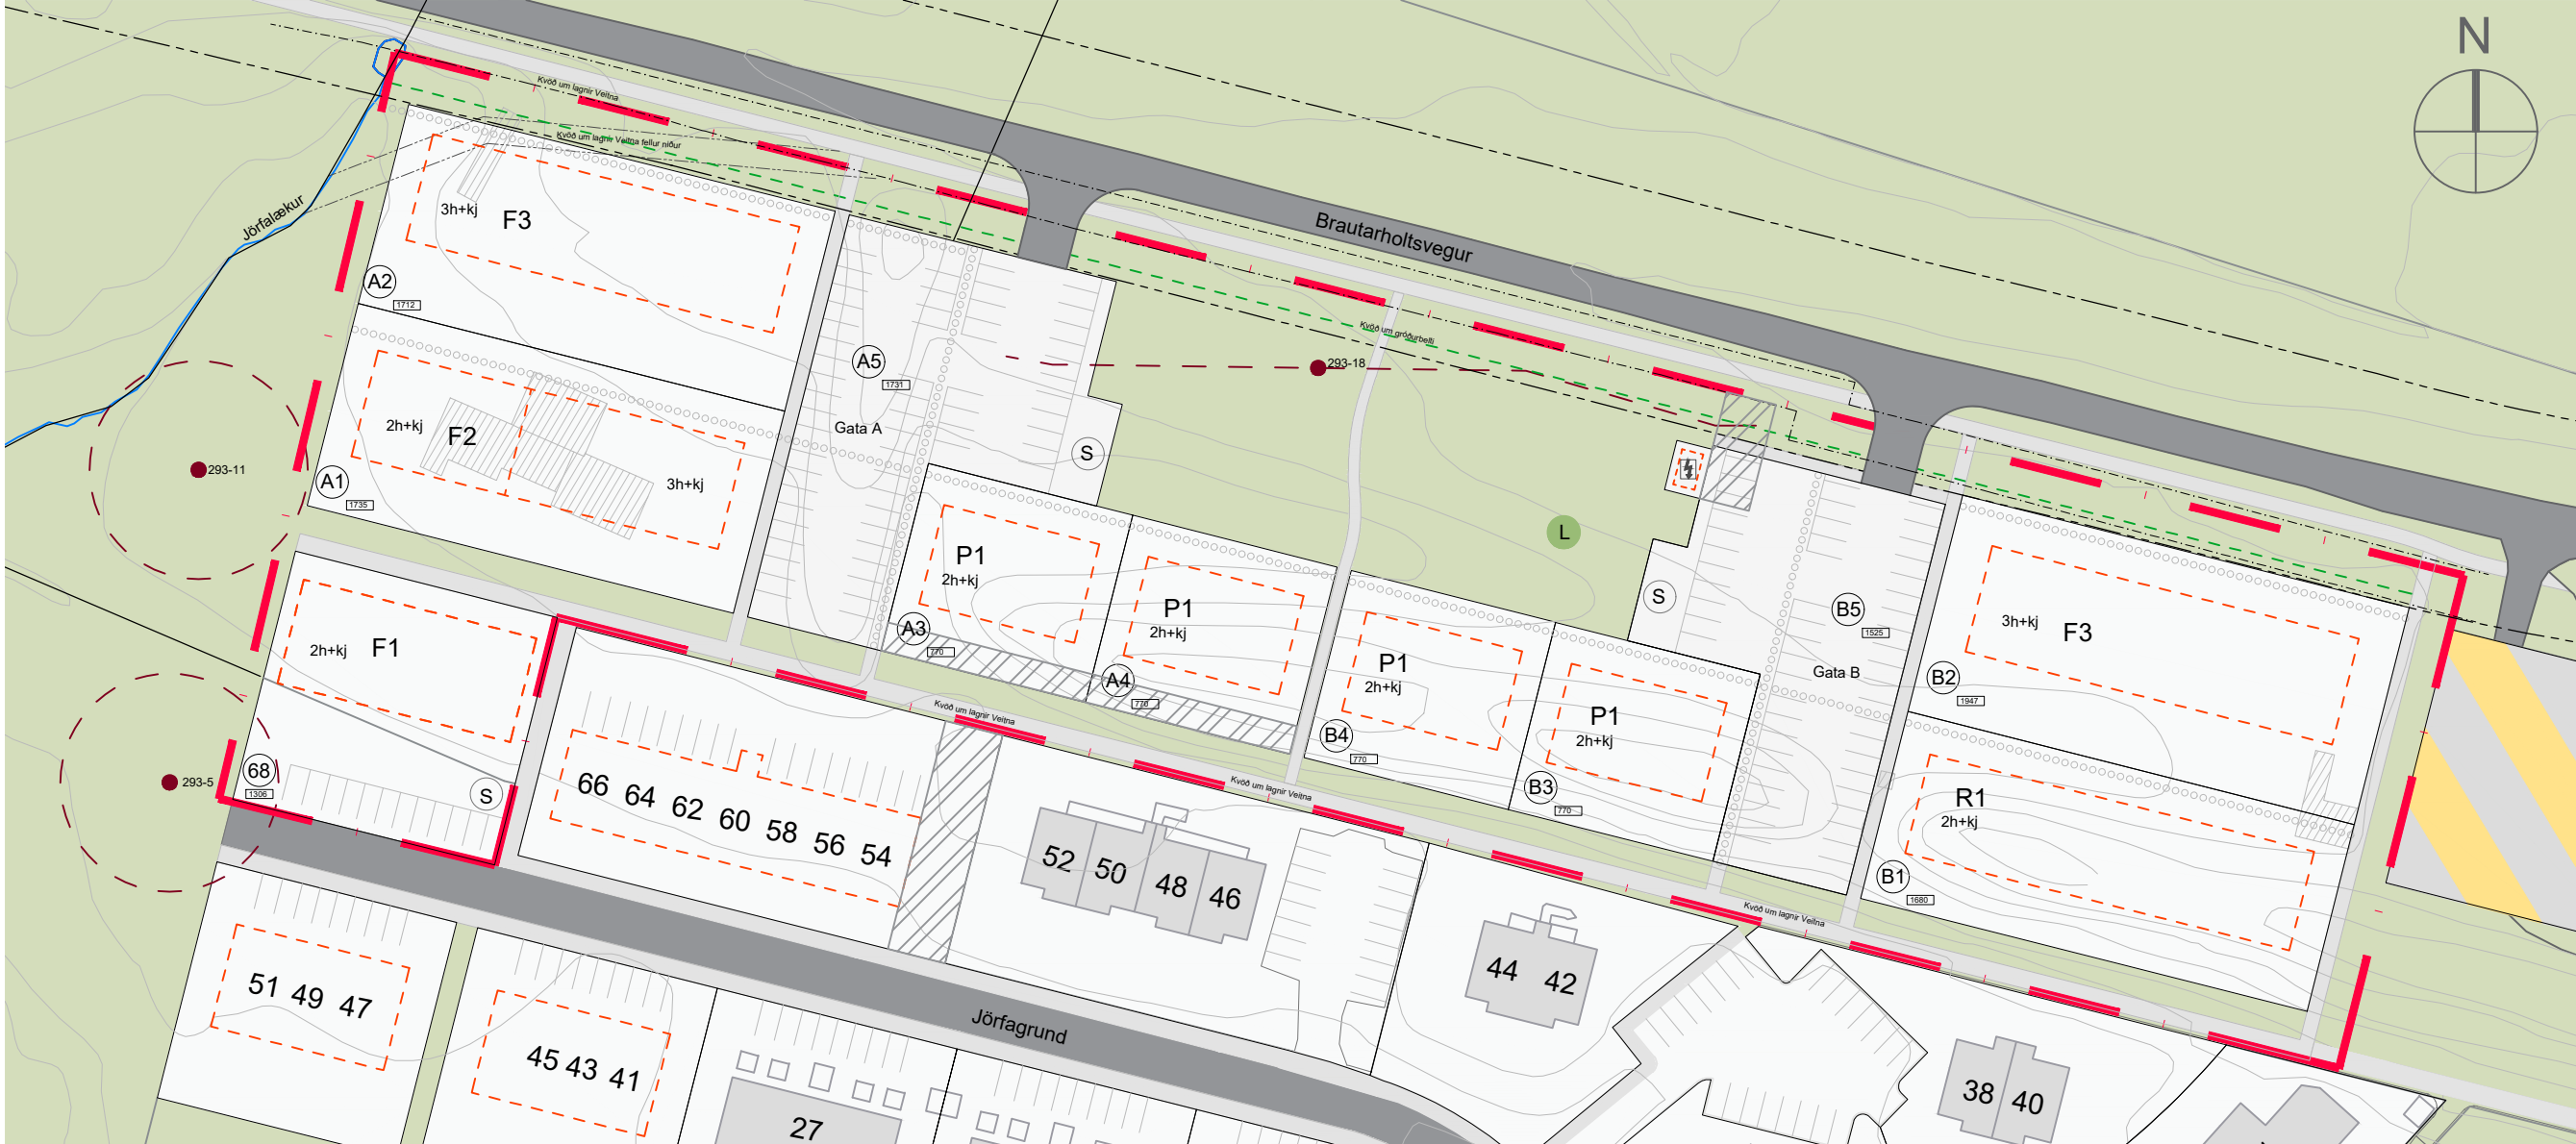 N
Kvöð um lagnir Veitna
Kvöð um lagnir Veitna fellur niður
Jörfalækur
Brautarholtsvegur
3h+kj
F3
A2
1712
A5
1731
Gata A
S
Kvöð um gróðurbelti
293-18
2h+kj
F2
3h+kj
A1
1735
293-11
L
P1
2h+kj
A3
770
P1
2h+kj
A4
770
P1
2h+kj
B4
770
P1
2h+kj
B3
770
S
B5
1525
Gata B
3h+kj
F3
B2
1947
R1
2h+kj
B1
1680
2h+kj
F1
68
1306
S
293-5
Kvöð um lagnir Veitna
Kvöð um lagnir Veitna
Kvöð um lagnir Veitna
66 64 62 60 58 56 54
52 50 48 46
44 42
38 40
51 49 47
45 43 41
27
Jörfagrund